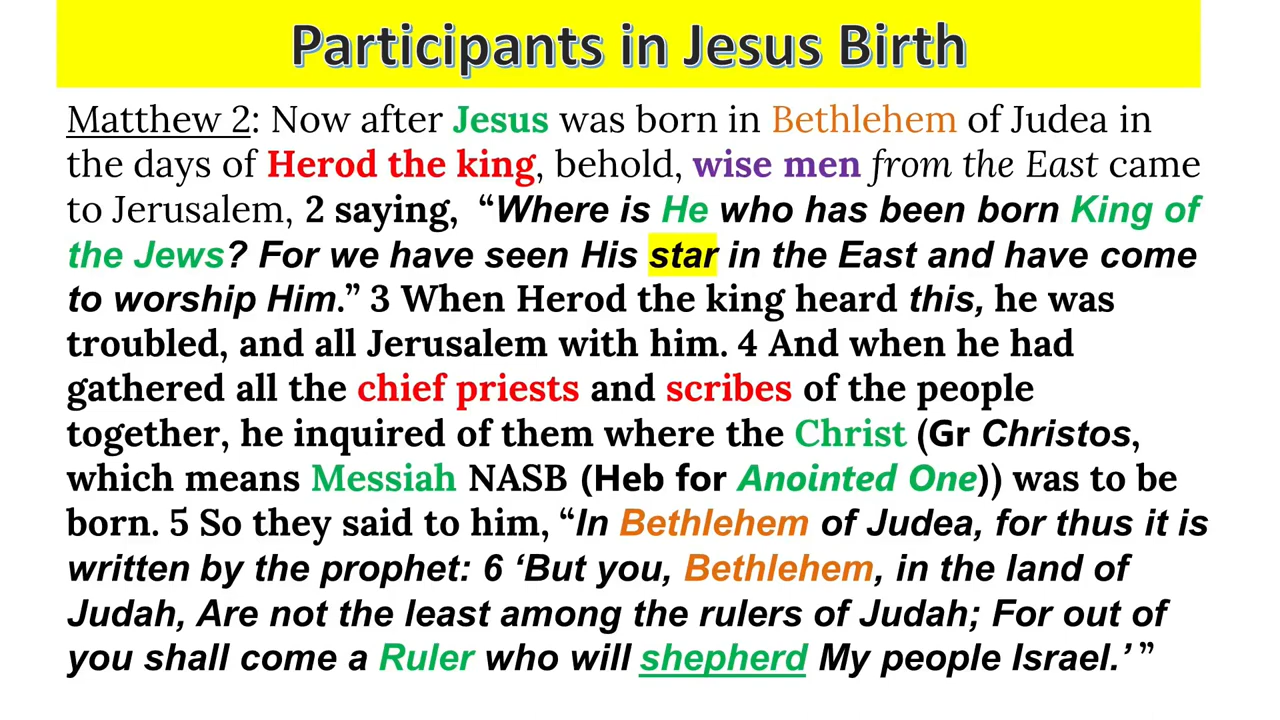 Participants in Jesus Birth
Matthew 2: Now after Jesus was born in Bethlehem of Judea in
the days of Herod the king, behold, wise men from the East came
to Jerusalem, 2 saying, “Where is He who has been born King of
the Jews? For we have seen His star in the East and have come
to worship Him.” 3 When Herod the king heard this, he was
troubled, and all Jerusalem with him. 4 And when he had
gathered all the chief priests and scribes of the people
together, he inquired of them where the Christ (Gr Christos,
which means Messiah NASB (Heb for Anointed One)) was to be
born. 5 So they said to him, “In Bethlehem of Judea, for thus it is
written by the prophet: 6 ‘But you, Bethlehem, in the land of
Judah, Are not the least among the rulers of Judah; For out of
you shall come a Ruler who will shepherd My people Israel.’ ”